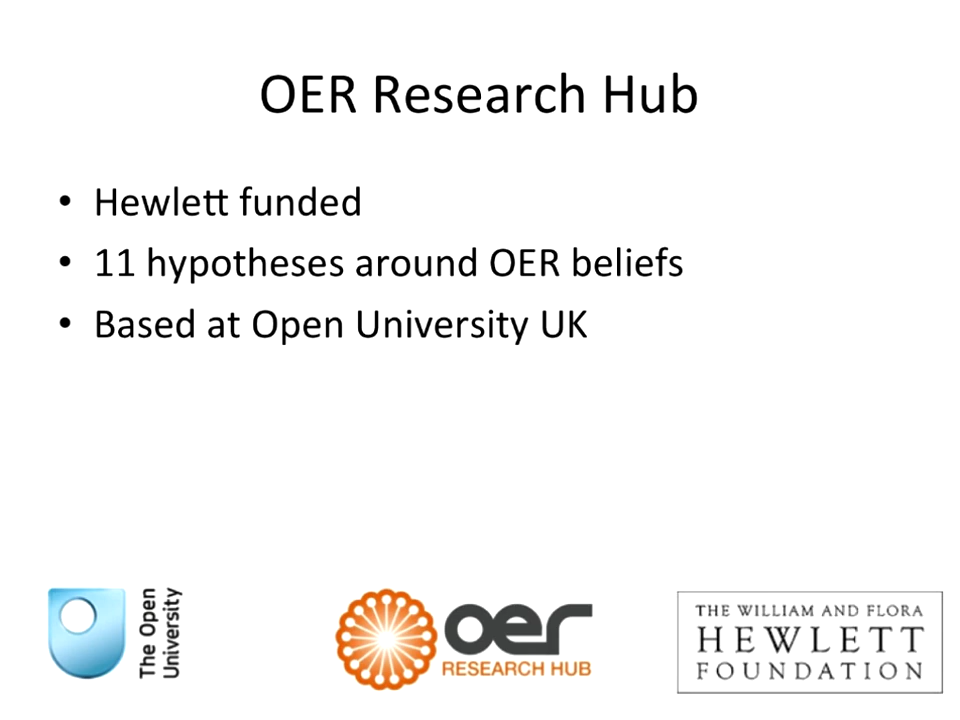 OER Research Hub
• Hewlett funded
• 11 hypotheses around OER beliefs
• Based at Open University UK
The Open
University
oer
RESEARCH HUB
THE WILLIAM AND FLORA
HEWLETT
FOUNDATION